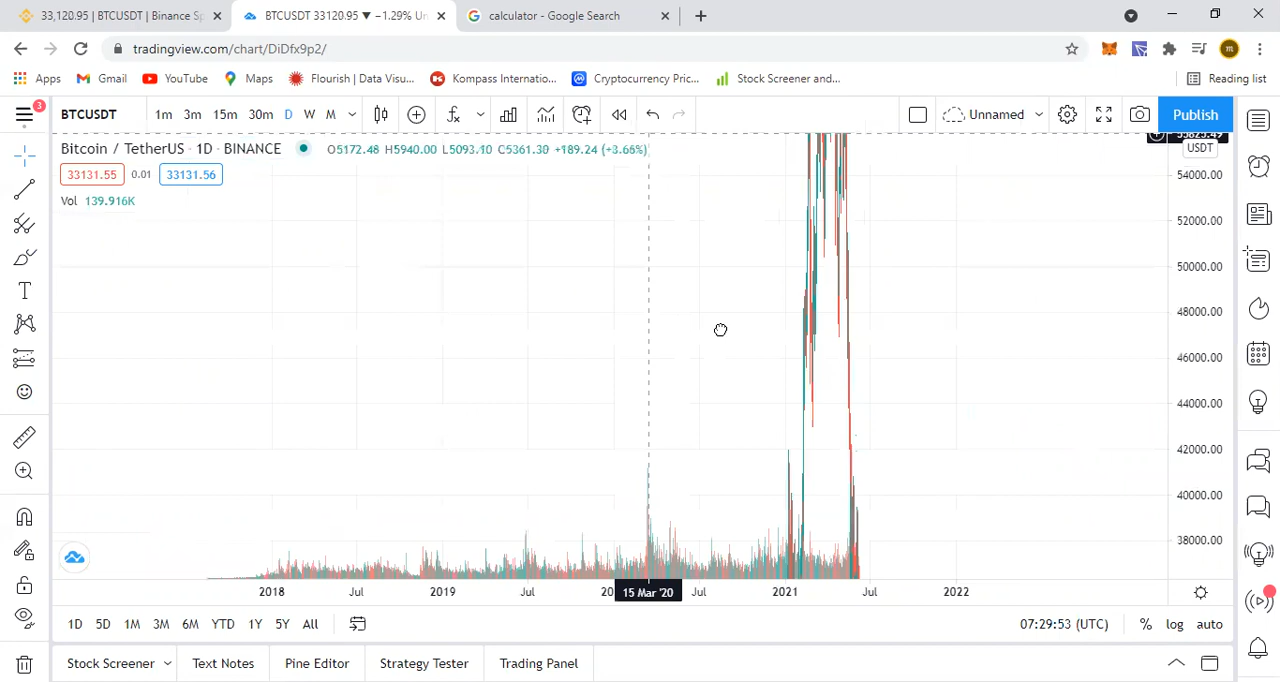 33,120.95 | BTCUSDT | Binance Sp
BTCUSDT 33120.95 ▼ −1.29% Un
calculator - Google Search
tradingview.com/chart/DiDfx9p2/
Apps Gmail YouTube Maps Flourish | Data Visu... Kompass Internatio... Cryptocurrency Pric... Stock Screener and... Reading list
3
BTCUSDT 1m 3m 15m 30m D W M Unnamed Publish
Bitcoin / TetherUS · 1D · BINANCE O5172.48 H5940.00 L5093.10 C5361.30 +189.24 (+3.66%)
USDT
33131.55 0.01 33131.56
Vol 139.916K
54000.00
52000.00
50000.00
48000.00
46000.00
44000.00
42000.00
40000.00
38000.00
2018 Jul 2019 Jul 15 Mar '20 Jul 2021 Jul 2022
1D 5D 1M 3M 6M YTD 1Y 5Y All 07:29:53 (UTC) % log auto
Stock Screener Text Notes Pine Editor Strategy Tester Trading Panel